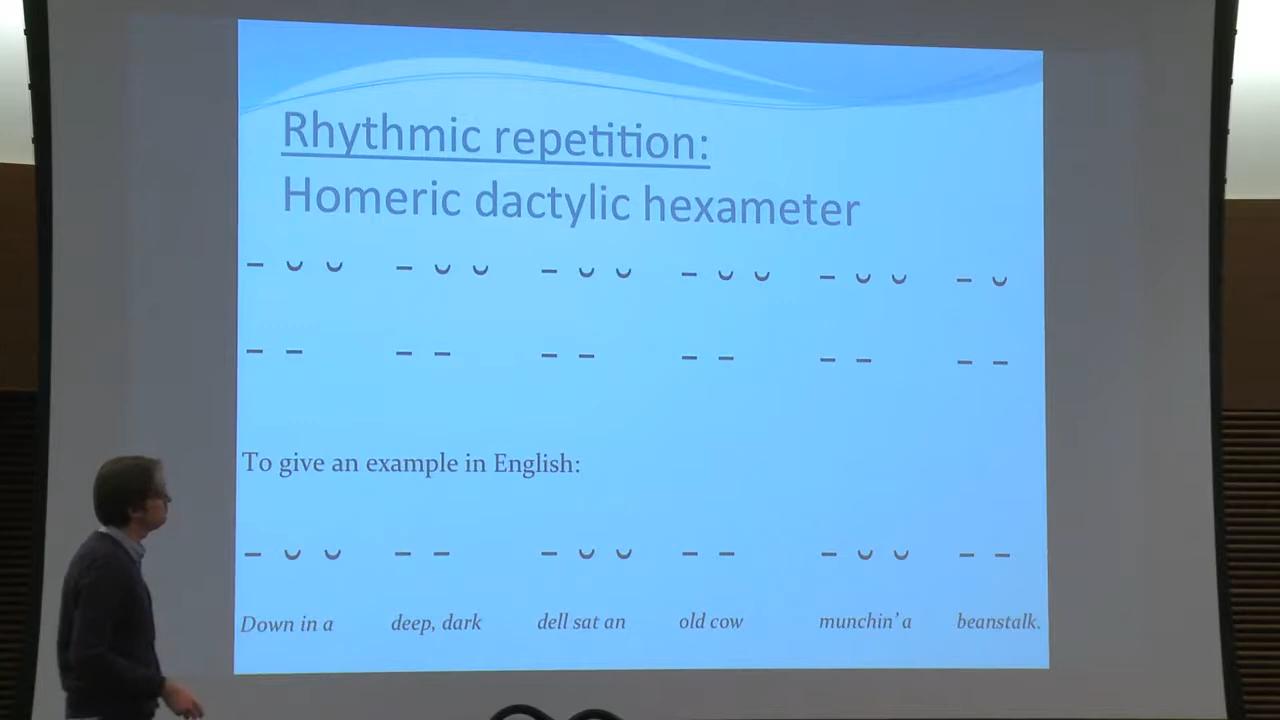 Rhythmic repetition:
Homeric dactylic hexameter
– ⏑ ⏑ – ⏑ ⏑ – ⏑ ⏑ – ⏑ ⏑ – ⏑ ⏑ – ⏑
– – – – – – – – – – – –
To give an example in English:
– ⏑ ⏑ – – – ⏑ ⏑ – – – ⏑ ⏑ – –
Down in a deep, dark dell sat an old cow munchin' a beanstalk.